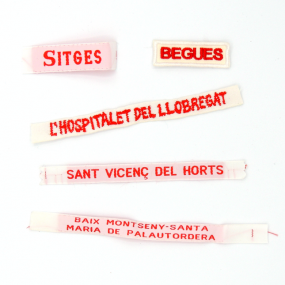 SITGES
BEGUES
L'HOSPITALET DEL LLOBREGAT
SANT VICENÇ DEL HORTS
BAIX MONTSENY-SANTA
MARIA DE PALAUTORDERA